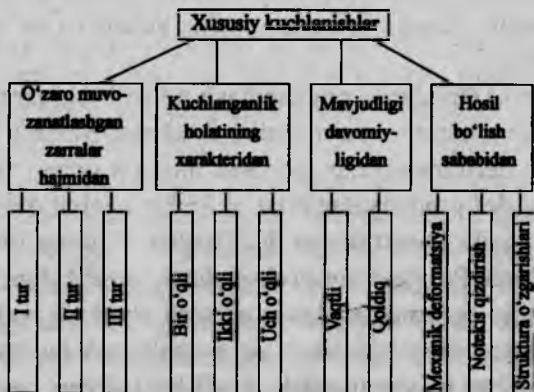 Xususiy kuchlanishlar
O‘zaro muvo-
zanatlashgan
zarralar
hajmidan
Kuchlanganlik
holatining
xarakteridan
Mavjudligi
davomiy-
ligidan
Hosil
bo‘lish
sababidan
I tur
II tur
III tur
Bir o‘qli
Ikki o‘qli
Uch o‘qli
Vaqtli
Qoldiq
Mexanik deformatsiya
Notekis qizdirish
Struktura o‘zgarishlari